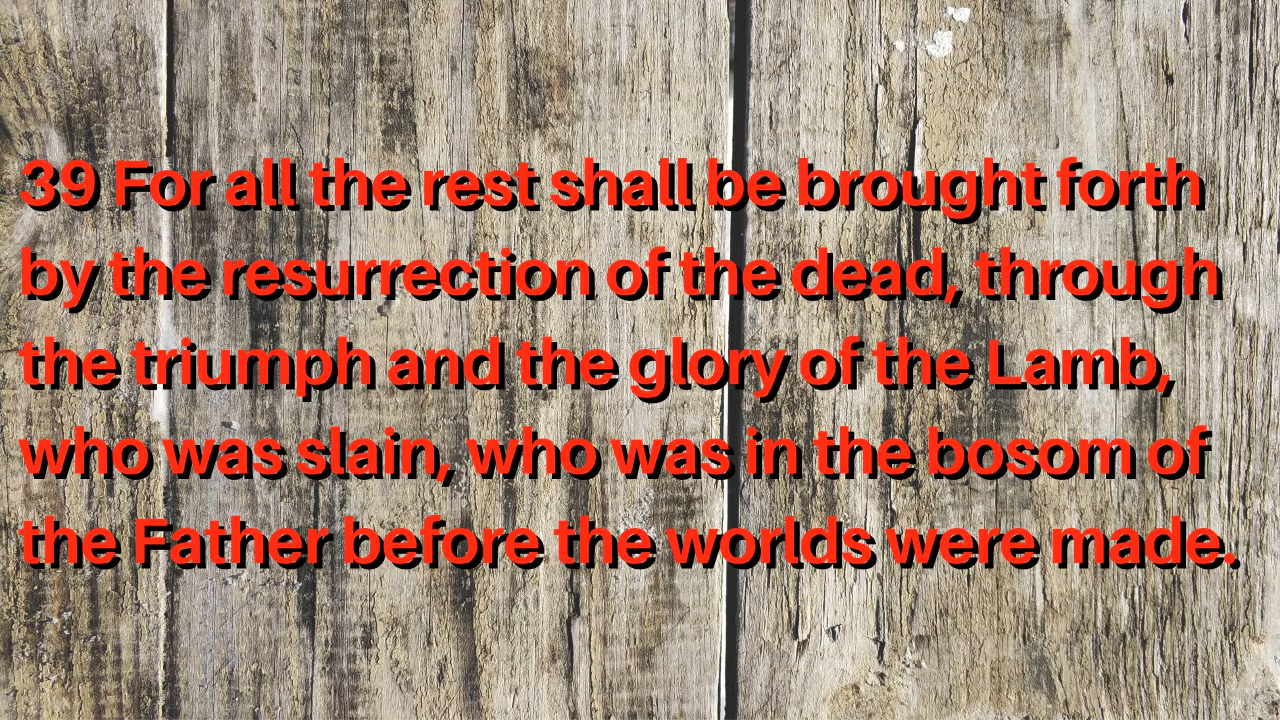 39 For all the rest shall be brought forth
by the resurrection of the dead, through
the triumph and the glory of the Lamb,
who was slain, who was in the bosom of
the Father before the worlds were made.